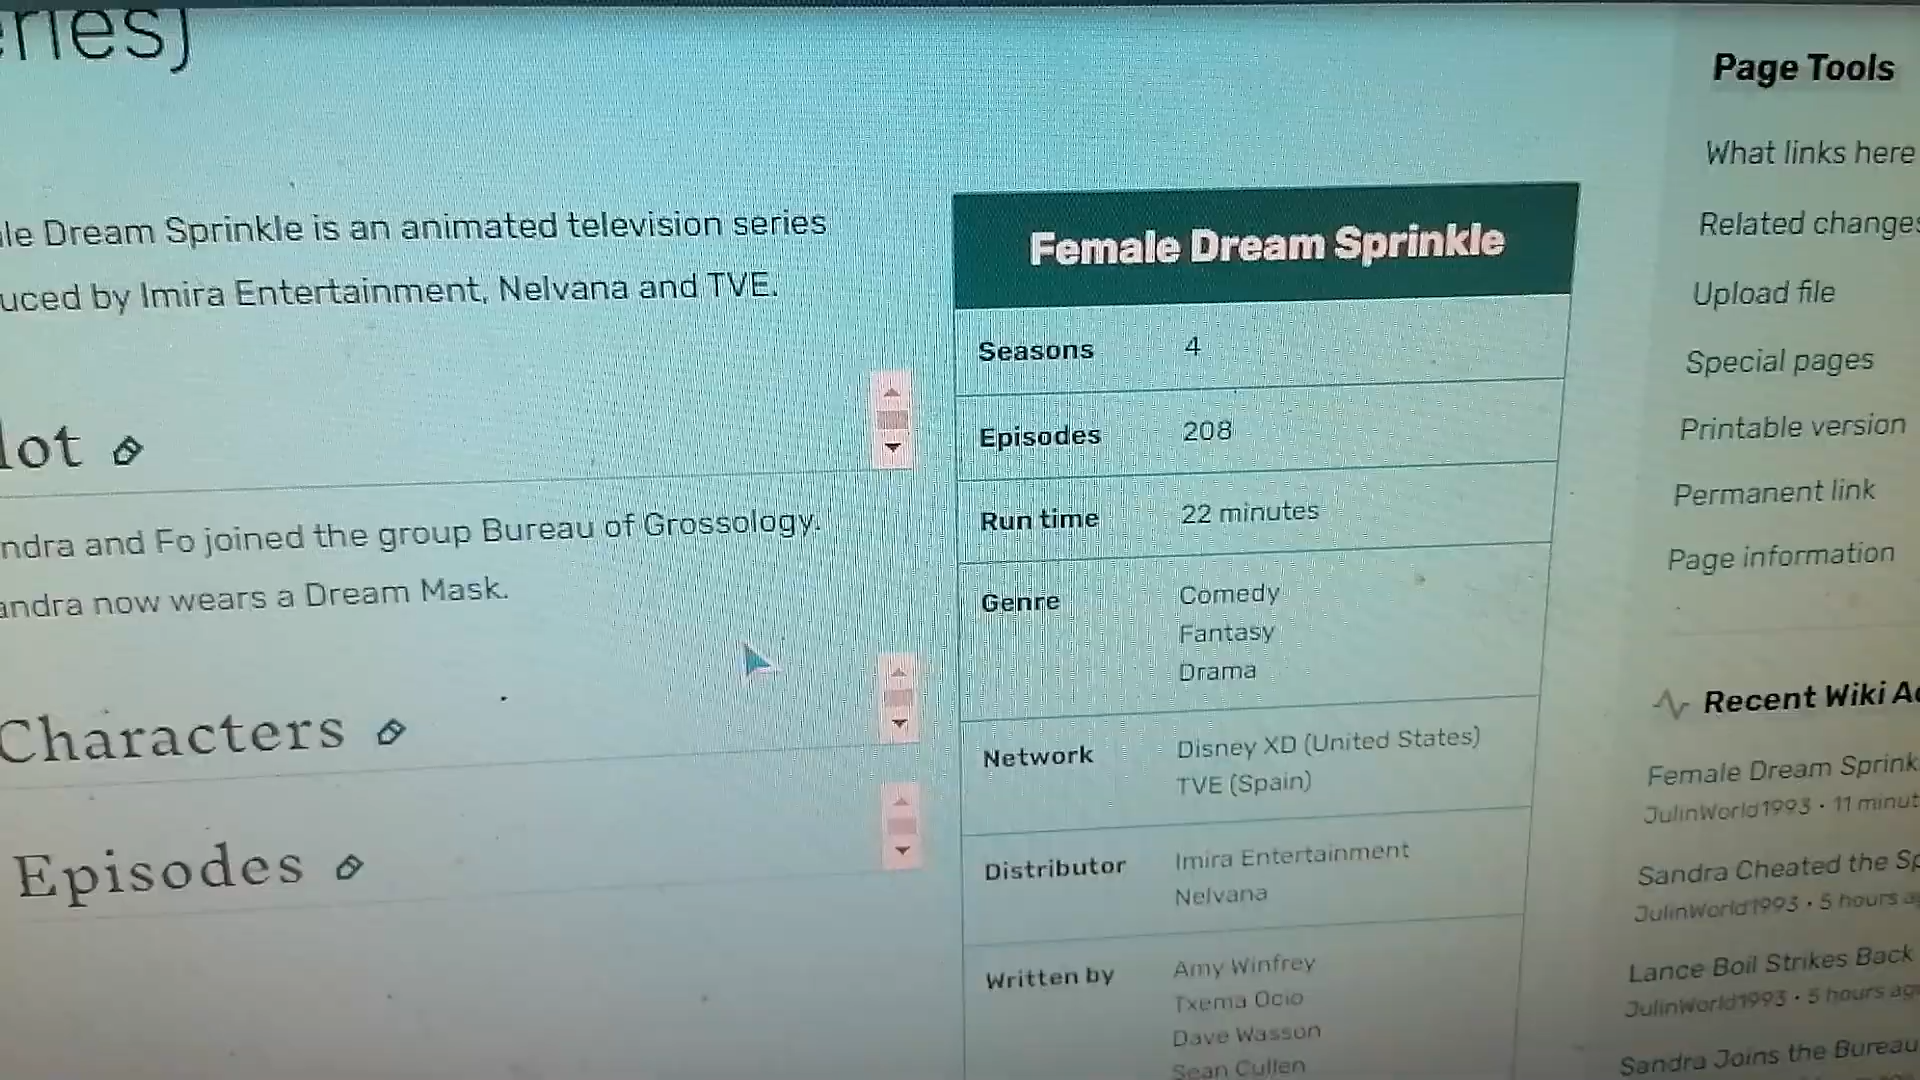 eries)
le Dream Sprinkle is an animated television series
uced by Imira Entertainment, Nelvana and TVE.
lot
ndra and Fo joined the group Bureau of Grossology.
andra now wears a Dream Mask.
Characters
Episodes
Female Dream Sprinkle
Seasons 4
Episodes 208
Run time 22 minutes
Genre Comedy
Fantasy
Drama
Network Disney XD (United States)
TVE (Spain)
Distributor Imira Entertainment
Nelvana
Written by Amy Winfrey
Txema Ocio
Dave Wasson
Sean Cullen
Page Tools
What links here
Related changes
Upload file
Special pages
Printable version
Permanent link
Page information
Recent Wiki Ac
Female Dream Sprink
JulinWorld1993 • 11 minut
Sandra Cheated the Sp
JulinWorld1993 • 5 hours ag
Lance Boil Strikes Back
JulinWorld1993 • 5 hours ago
Sandra Joins the Bureau